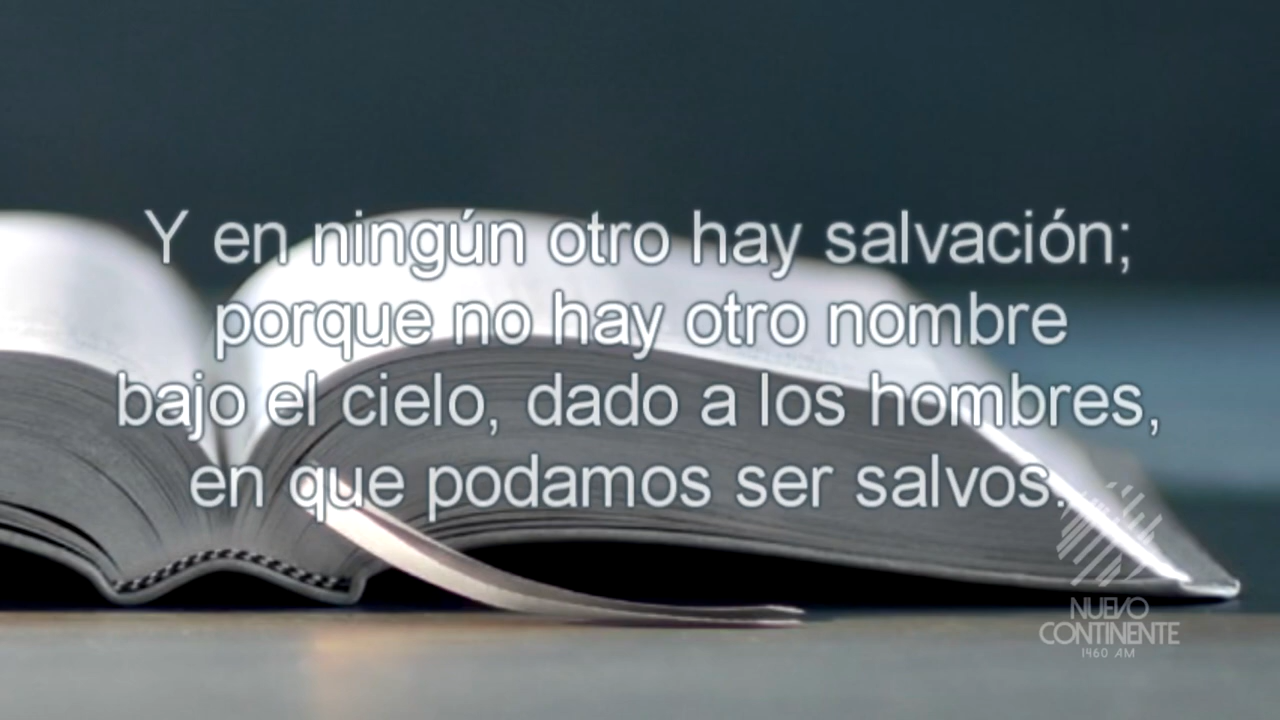 Y en ningún otro hay salvación;
porque no hay otro nombre
bajo el cielo, dado a los hombres,
en que podamos ser salvos.
NUEVO
CONTINENTE
1460 AM